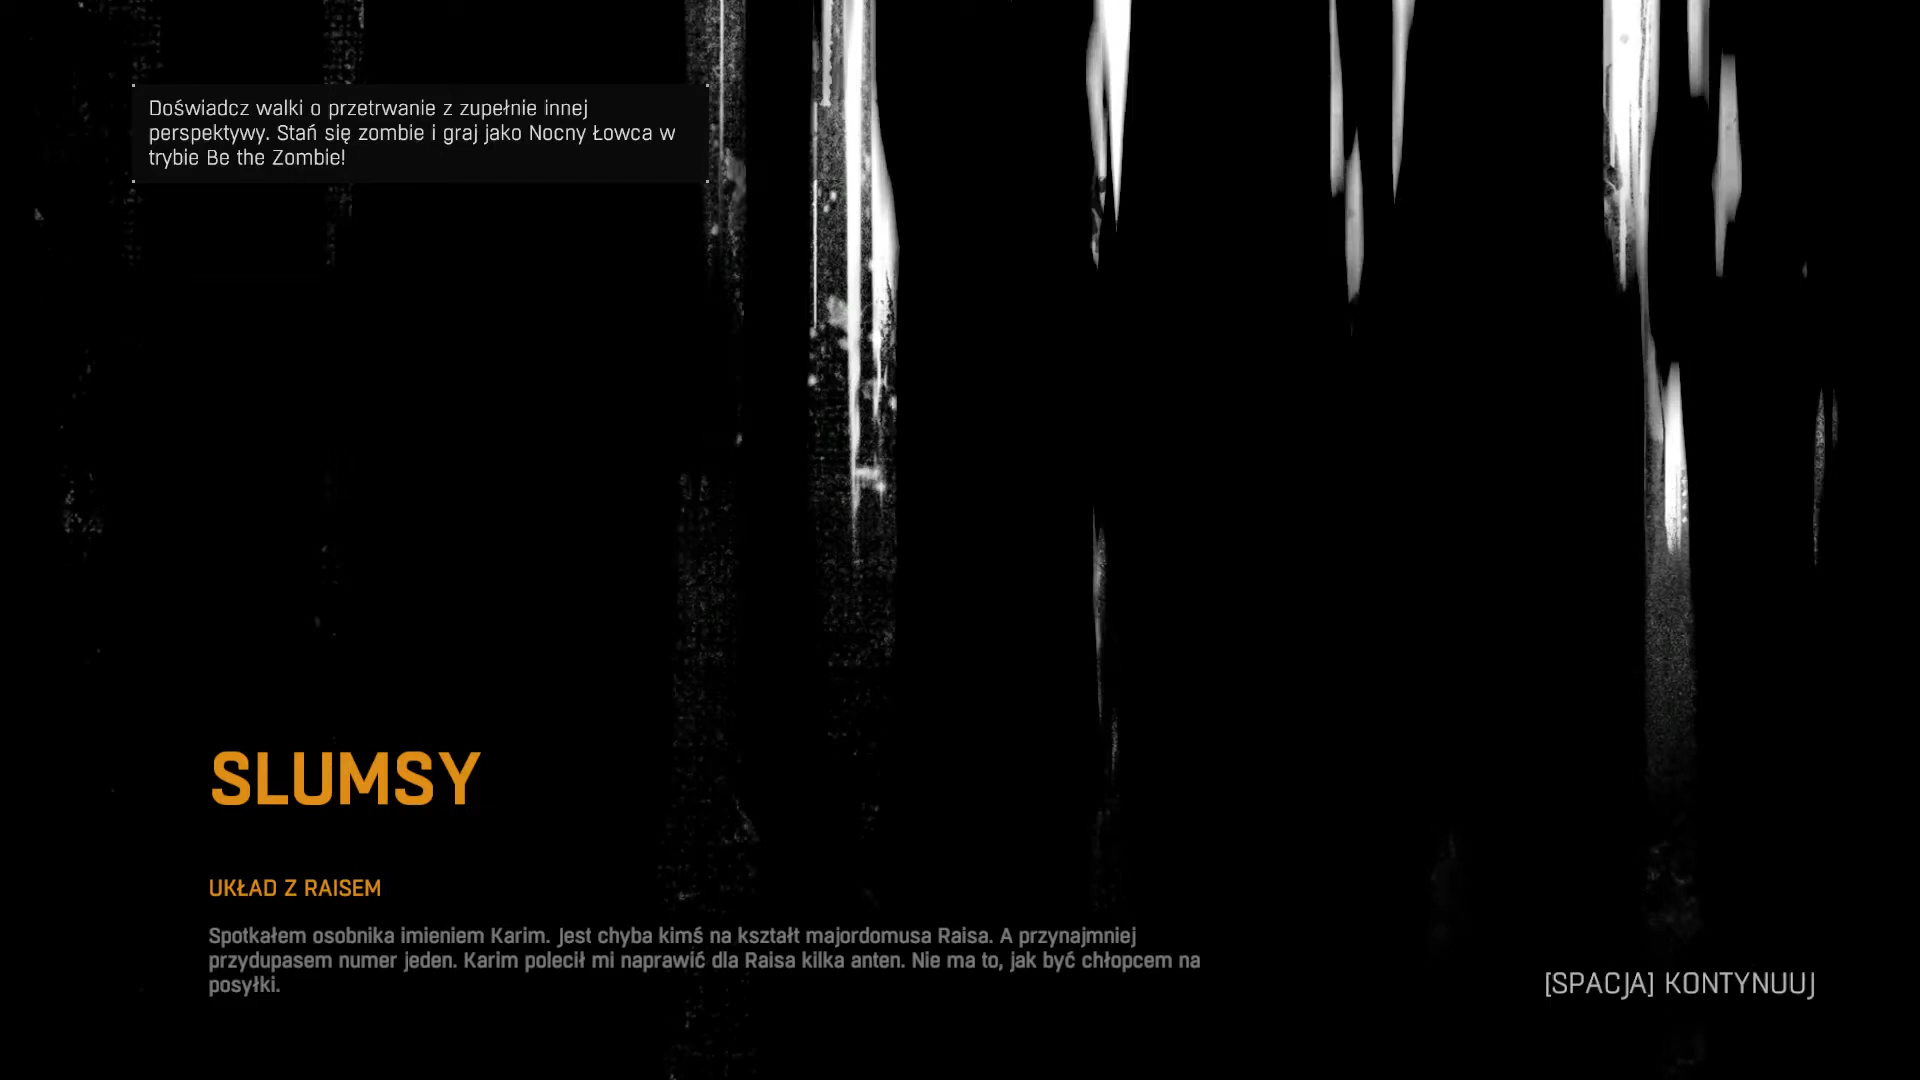 Doświadcz walki o przetrwanie z zupełnie innej
perspektywy. Stań się zombie i graj jako Nocny Łowca w
trybie Be the Zombie!
SLUMSY
UKŁAD Z RAISEM
Spotkałem osobnika imieniem Karim. Jest chyba kimś na kształt majordomusa Raisa. A przynajmniej
przydupasem numer jeden. Karim polecił mi naprawić dla Raisa kilka anten. Nie ma to, jak być chłopcem na
posyłki.
[SPACJA] KONTYNUUJ